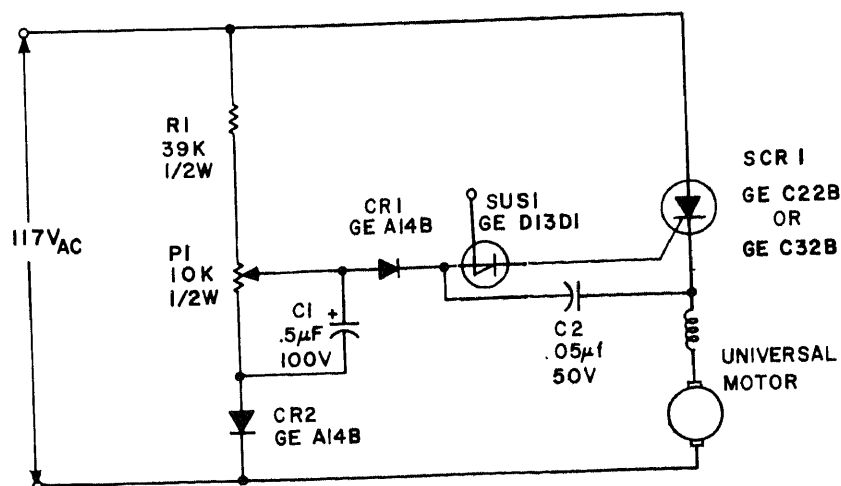 R1
39K
1/2W
117VAC
P1
10K
1/2W
C1 +
.5μF
100V
CR1
GE A14B
SUS1
GE D13D1
SCR 1
GE C22B
OR
GE C32B
C2
.05μf
50V
UNIVERSAL
MOTOR
CR2
GE A14B